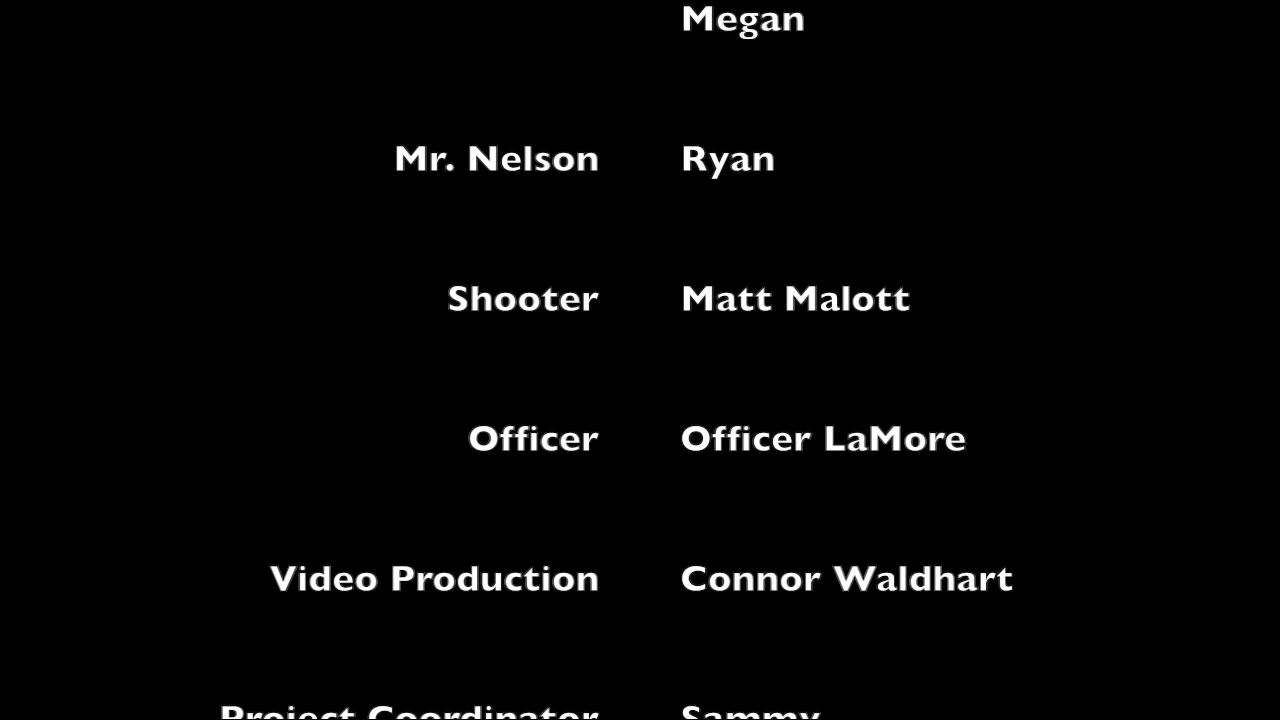 Megan
Mr. Nelson Ryan
Shooter Matt Malott
Officer Officer LaMore
Video Production Connor Waldhart
Project Coordinator Sammy